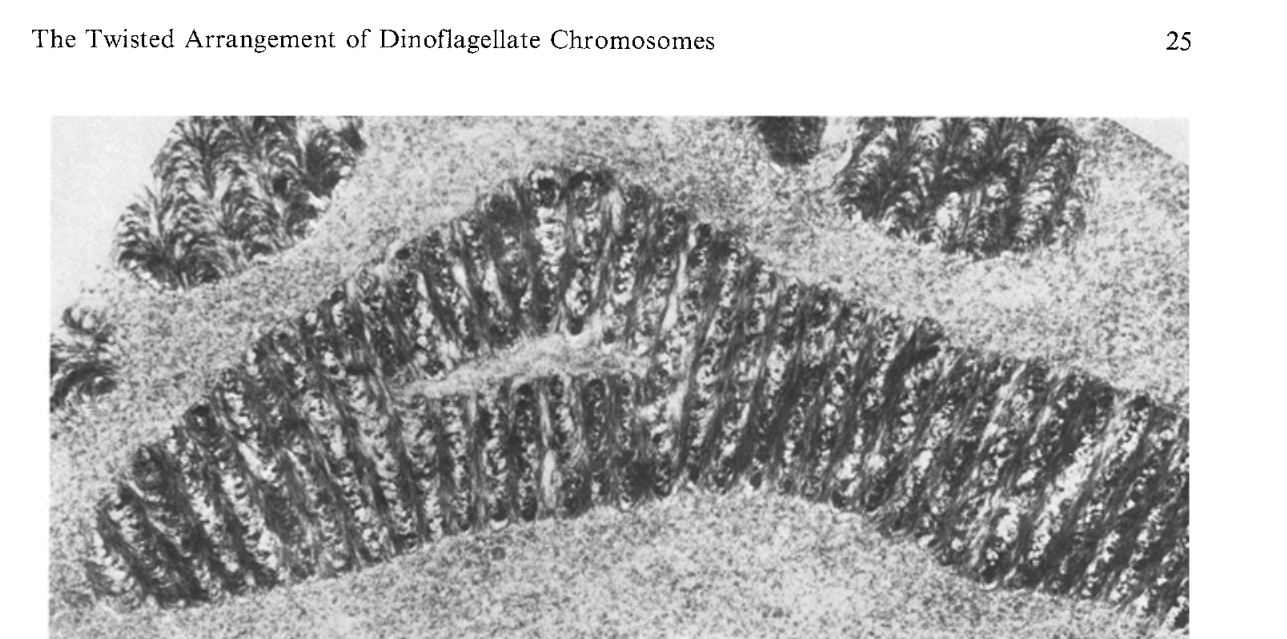 The Twisted Arrangement of Dinoflagellate Chromosomes 25